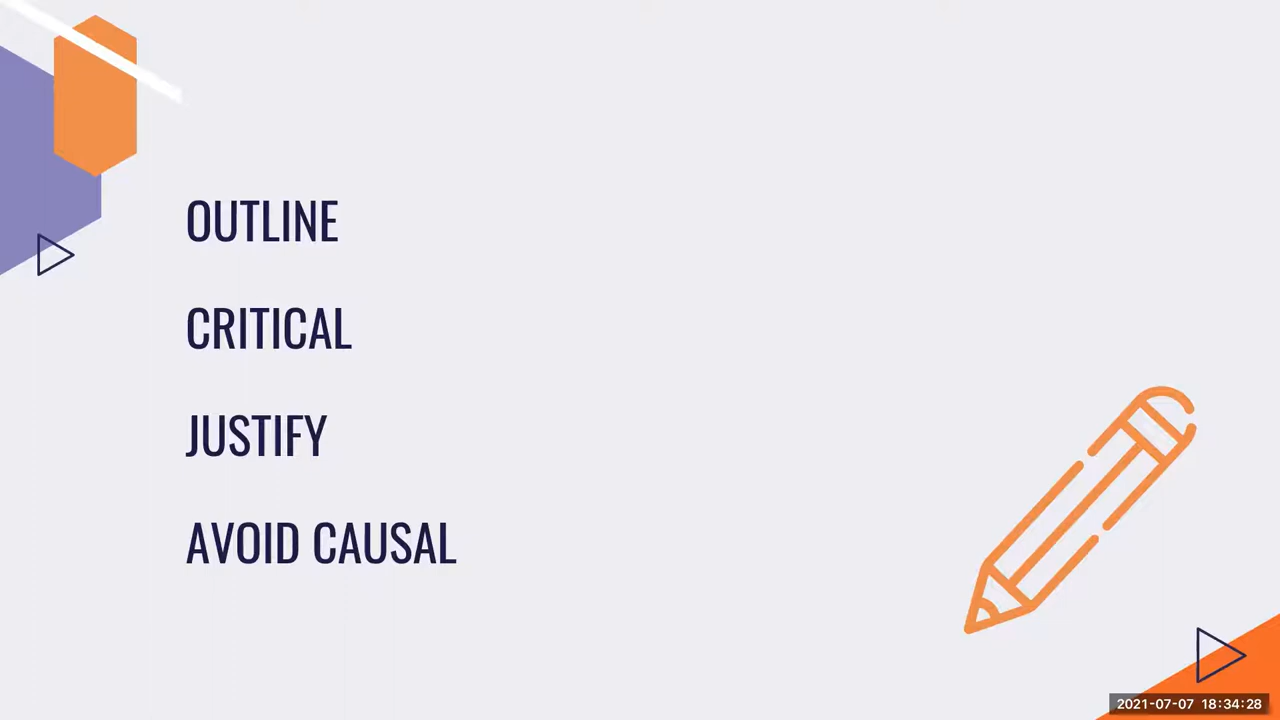 OUTLINE
CRITICAL
JUSTIFY
AVOID CAUSAL
2021-07-07 18:34:28